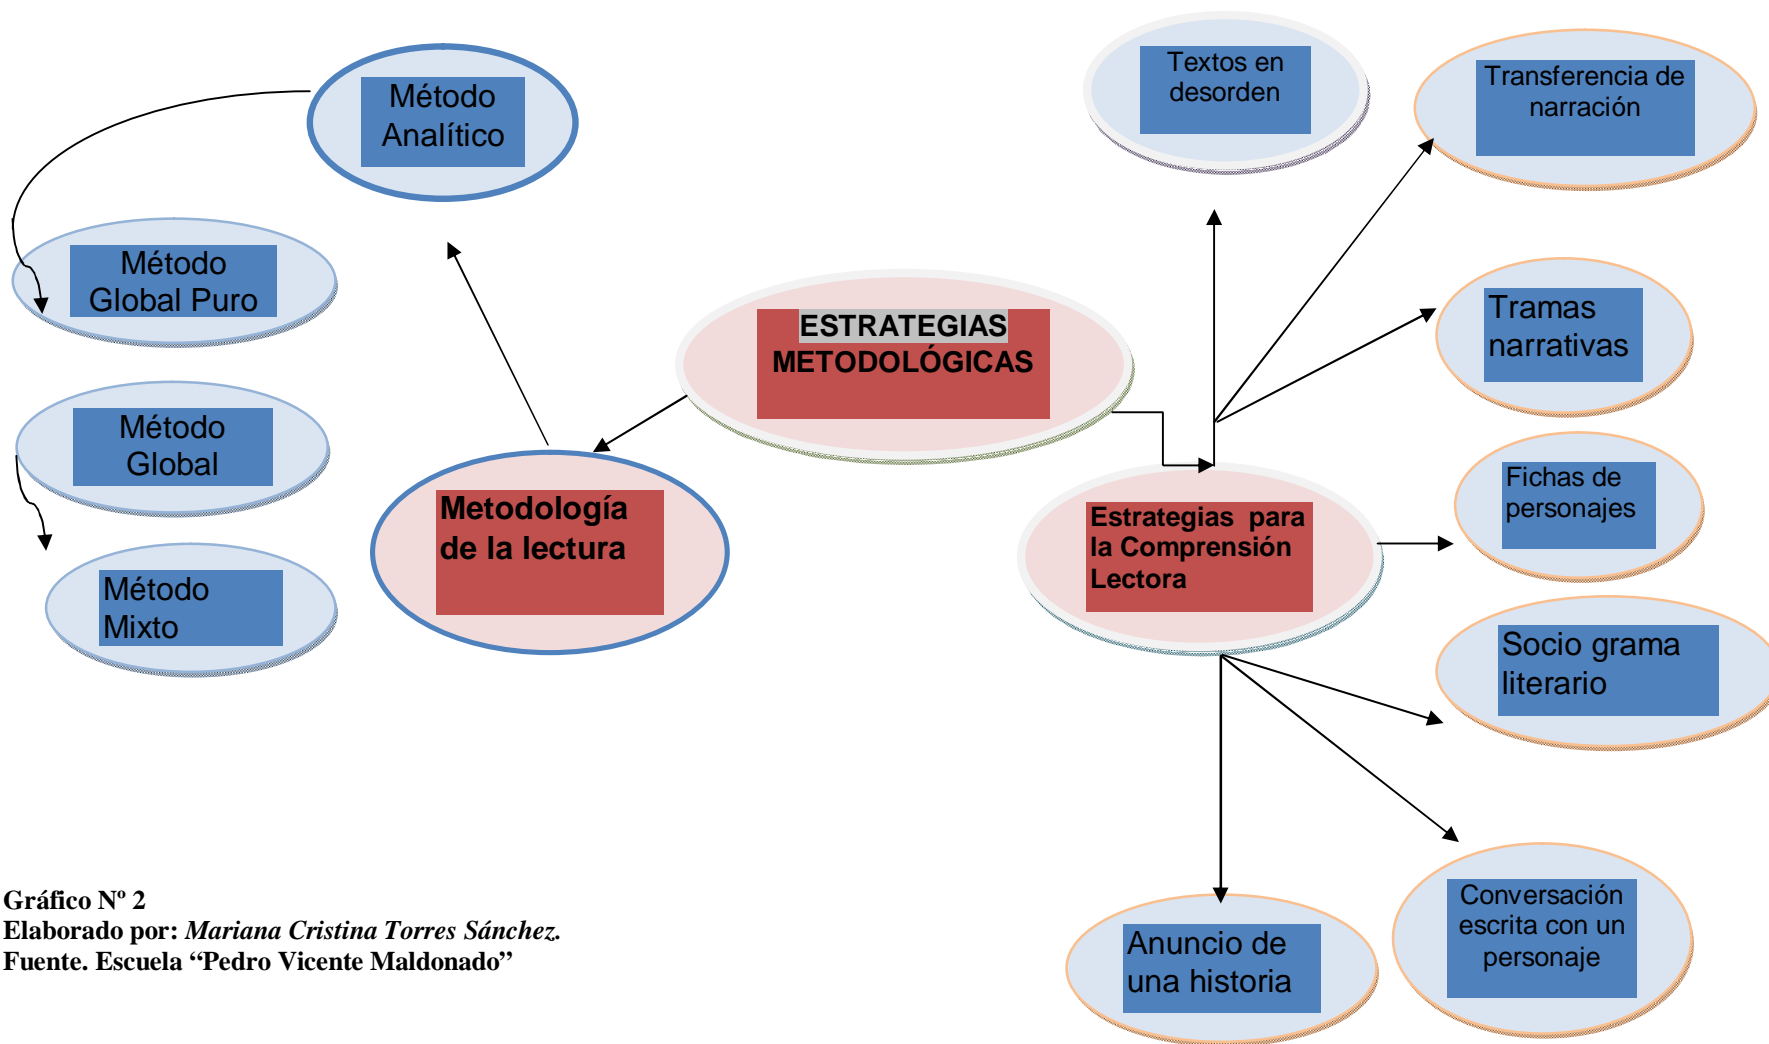 Método
Analítico
Textos en
desorden
Transferencia de
narración
Método
Global Puro
ESTRATEGIAS
METODOLÓGICAS
Tramas
narrativas
Método
Global
Metodología
de la lectura
Estrategias para
la Comprensión
Lectora
Fichas de
personajes
Método
Mixto
Socio grama
literario
Conversación
escrita con un
personaje
Anuncio de
una historia
Gráfico Nº 2
Elaborado por: Mariana Cristina Torres Sánchez.
Fuente. Escuela “Pedro Vicente Maldonado”